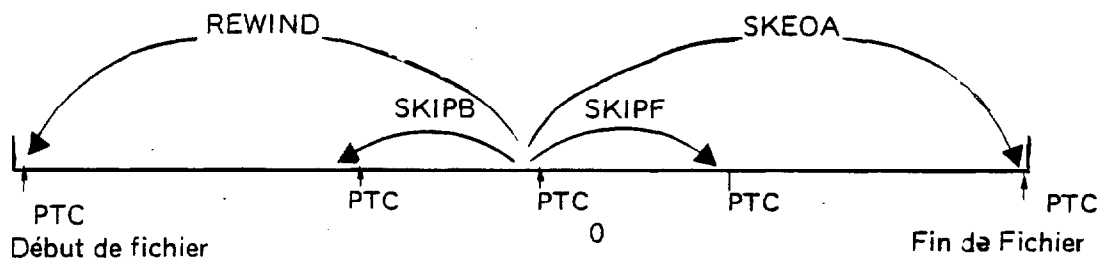 REWIND
SKEOA
SKIPB
SKIPF
PTC
PTC
PTC
PTC
PTC
Début de fichier
0
Fin de Fichier